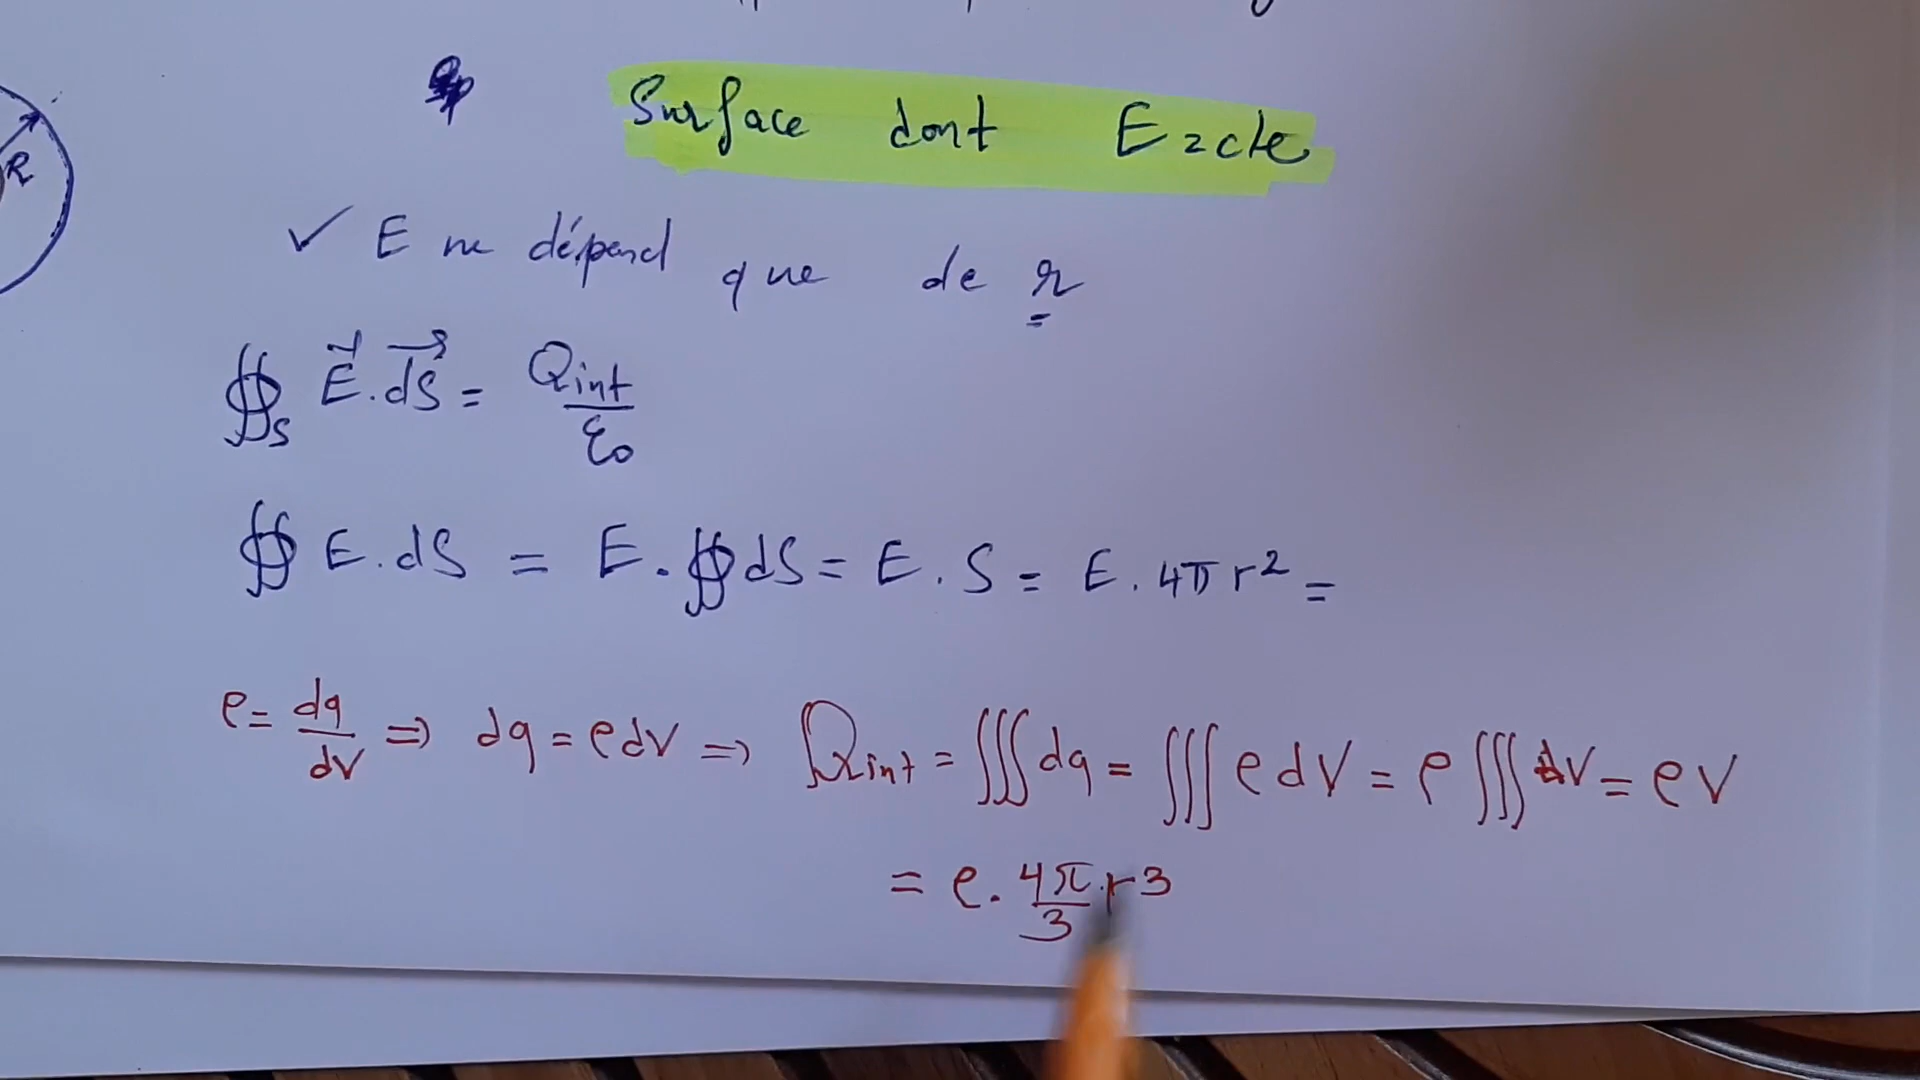 R
Surface dont E = cte
✓ E ne dépend que de r
∯S E⃗.dS⃗ = Qint/ε0
∯ E.dS = E.∯dS = E.S = E.4πr² =
ρ = dq/dV ⇒ dq = ρdV ⇒ Qint = ∭dq = ∭ρdV = ρ∭dV = ρV
= ρ.4π/3.r³